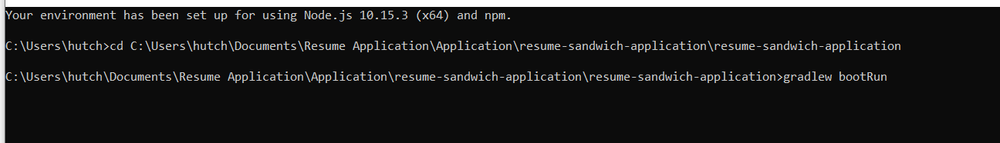 Your environment has been set up for using Node.js 10.15.3 (x64) and npm.
C:\Users\hutch>cd C:\Users\hutch\Documents\Resume Application\Application\resume-sandwich-application\resume-sandwich-application
C:\Users\hutch\Documents\Resume Application\Application\resume-sandwich-application\resume-sandwich-application>gradlew bootRun